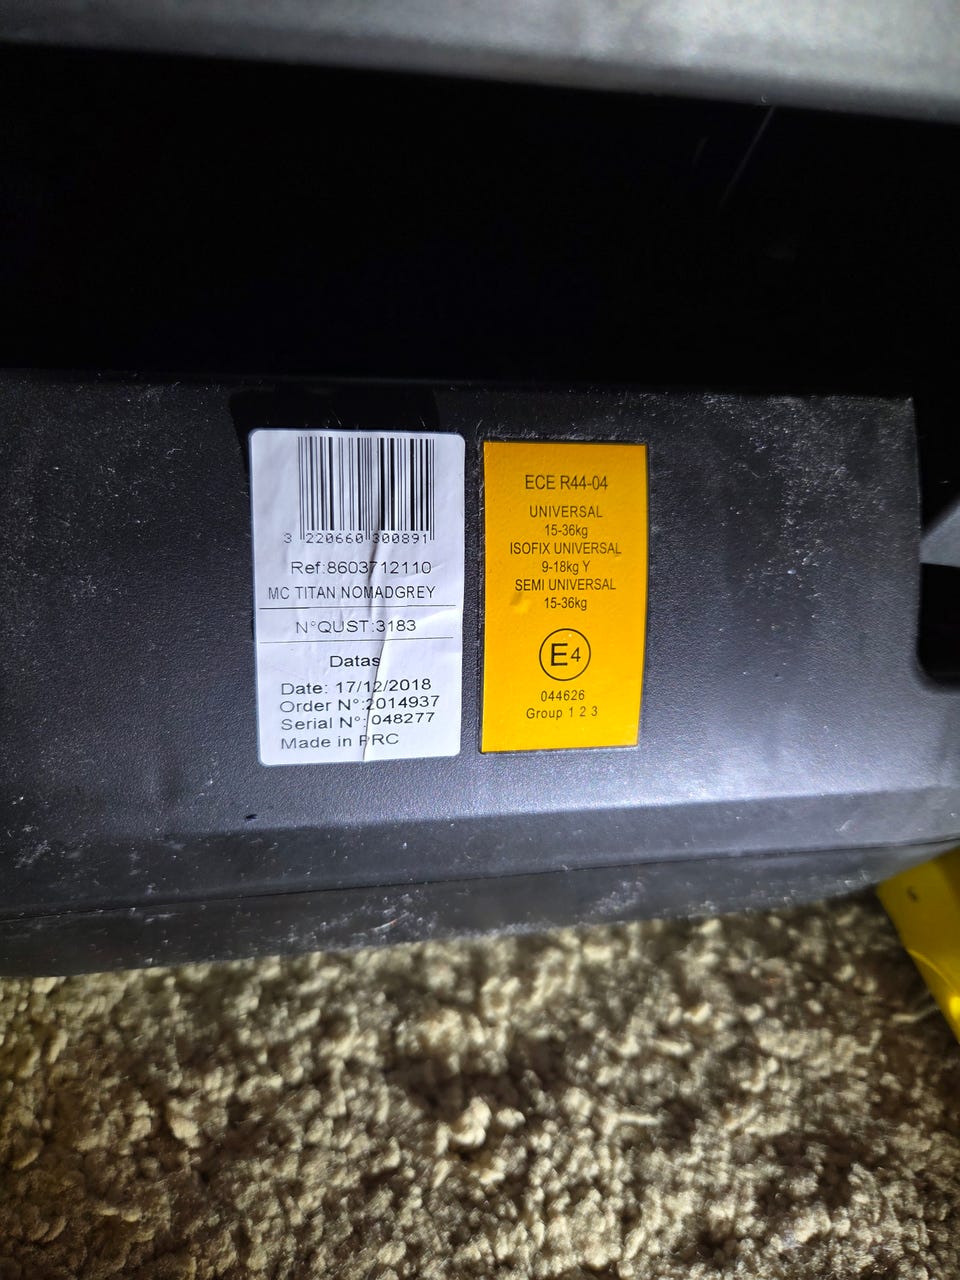 3 220660 300891
Ref:8603712110
MC TITAN NOMADGREY
N°QUST:3183
Datas
Date: 17/12/2018
Order N°:2014937
Serial N°: 048277
Made in PRC
ECE R44-04
UNIVERSAL
15-36kg
ISOFIX UNIVERSAL
9-18kg Y
SEMI UNIVERSAL
15-36kg
E4
044626
Group 1 2 3